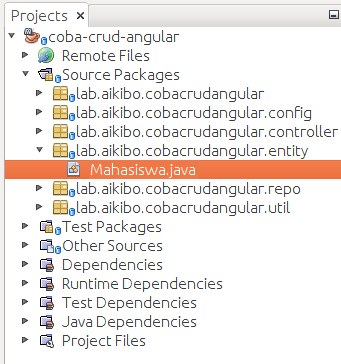 Projects
coba-crud-angular
Remote Files
Source Packages
lab.aikibo.cobacrudangular
lab.aikibo.cobacrudangular.config
lab.aikibo.cobacrudangular.controller
lab.aikibo.cobacrudangular.entity
Mahasiswa.java
lab.aikibo.cobacrudangular.repo
lab.aikibo.cobacrudangular.util
Test Packages
Other Sources
Dependencies
Runtime Dependencies
Test Dependencies
Java Dependencies
Project Files